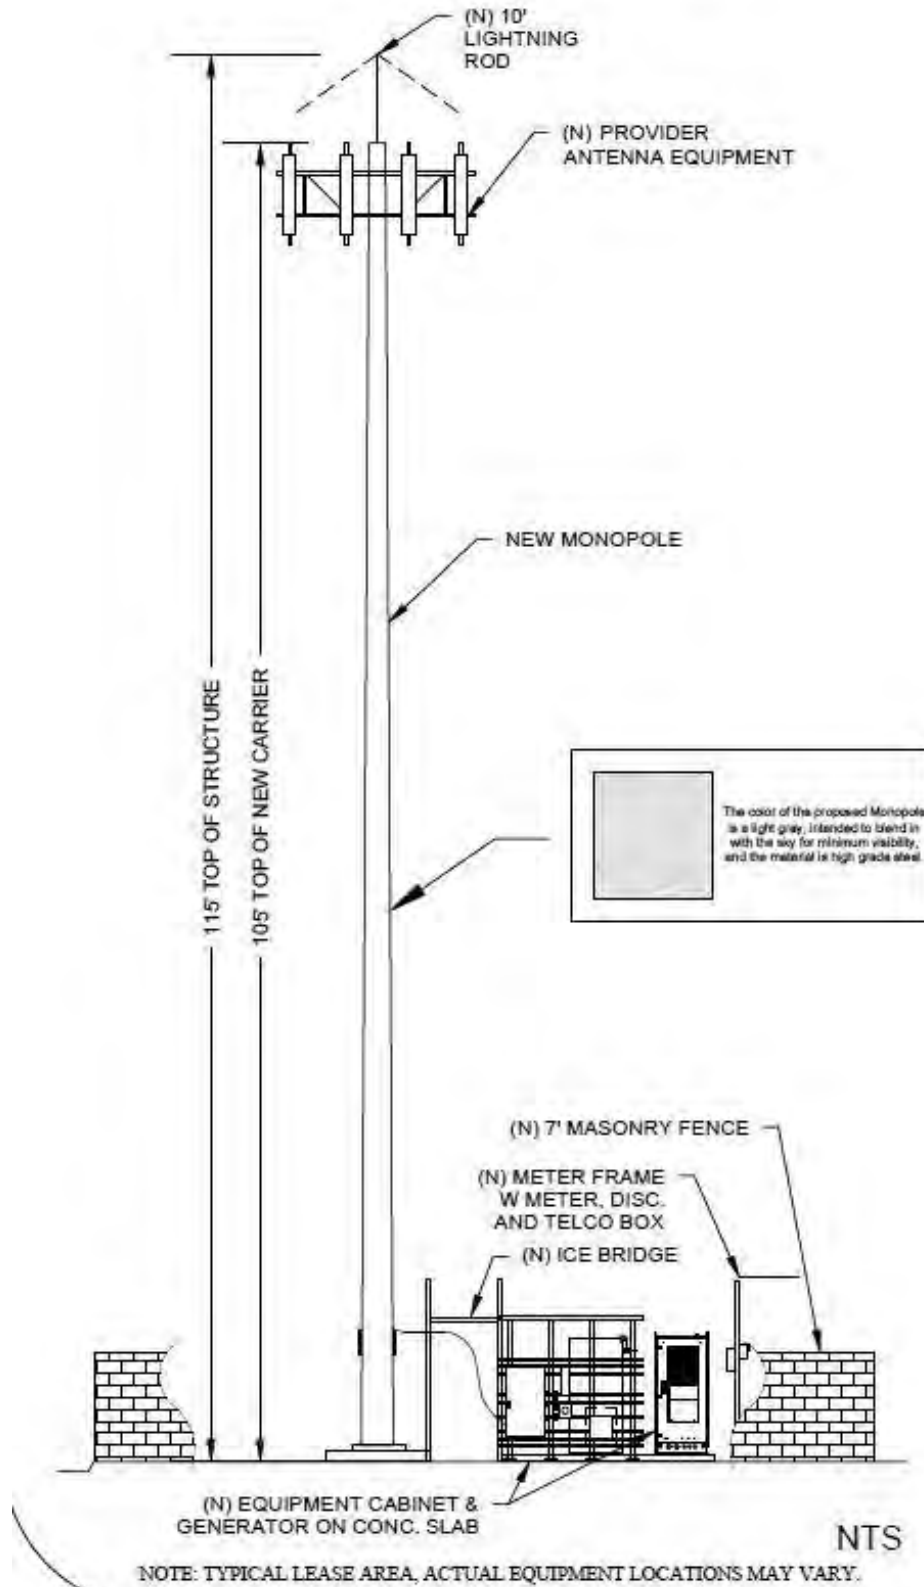 (N) 10'
LIGHTNING
ROD
(N) PROVIDER
ANTENNA EQUIPMENT
NEW MONOPOLE
115' TOP OF STRUCTURE
105' TOP OF NEW CARRIER
The color of the proposed Monopole
is a light gray, intended to blend in
with the sky for minimum visibility,
and the material is high grade steel.
(N) 7' MASONRY FENCE
(N) METER FRAME
W METER, DISC.
AND TELCO BOX
(N) ICE BRIDGE
(N) EQUIPMENT CABINET &
GENERATOR ON CONC. SLAB
NTS
NOTE: TYPICAL LEASE AREA, ACTUAL EQUIPMENT LOCATIONS MAY VARY.